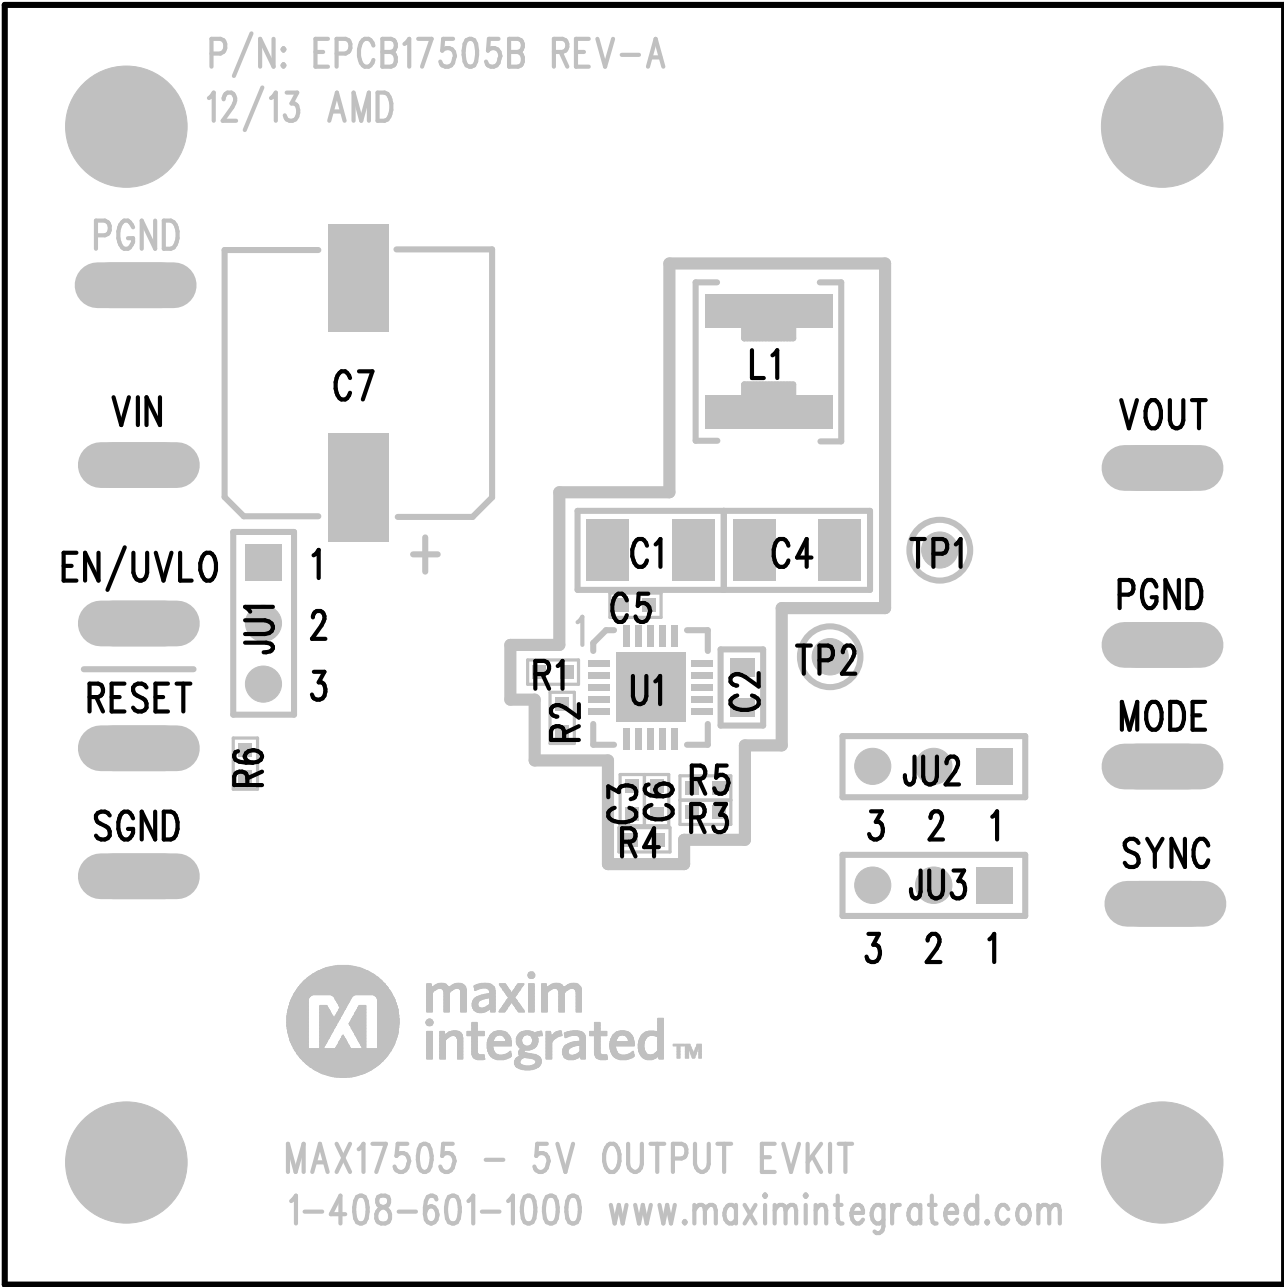 P/N: EPCB17505B REV-A
12/13 AMD
PGND
C7
L1
VIN
VOUT
EN/UVLO
JU1
1
2
3
+
C1
C4
TP1
C5
1
PGND
TP2
R1
R2
U1
C2
RESET
R6
MODE
JU2
3 2 1
C3
C6
R5
R3
R4
SGND
SYNC
JU3
3 2 1
maxim
integrated™
MAX17505 - 5V OUTPUT EVKIT
1-408-601-1000 www.maximintegrated.com